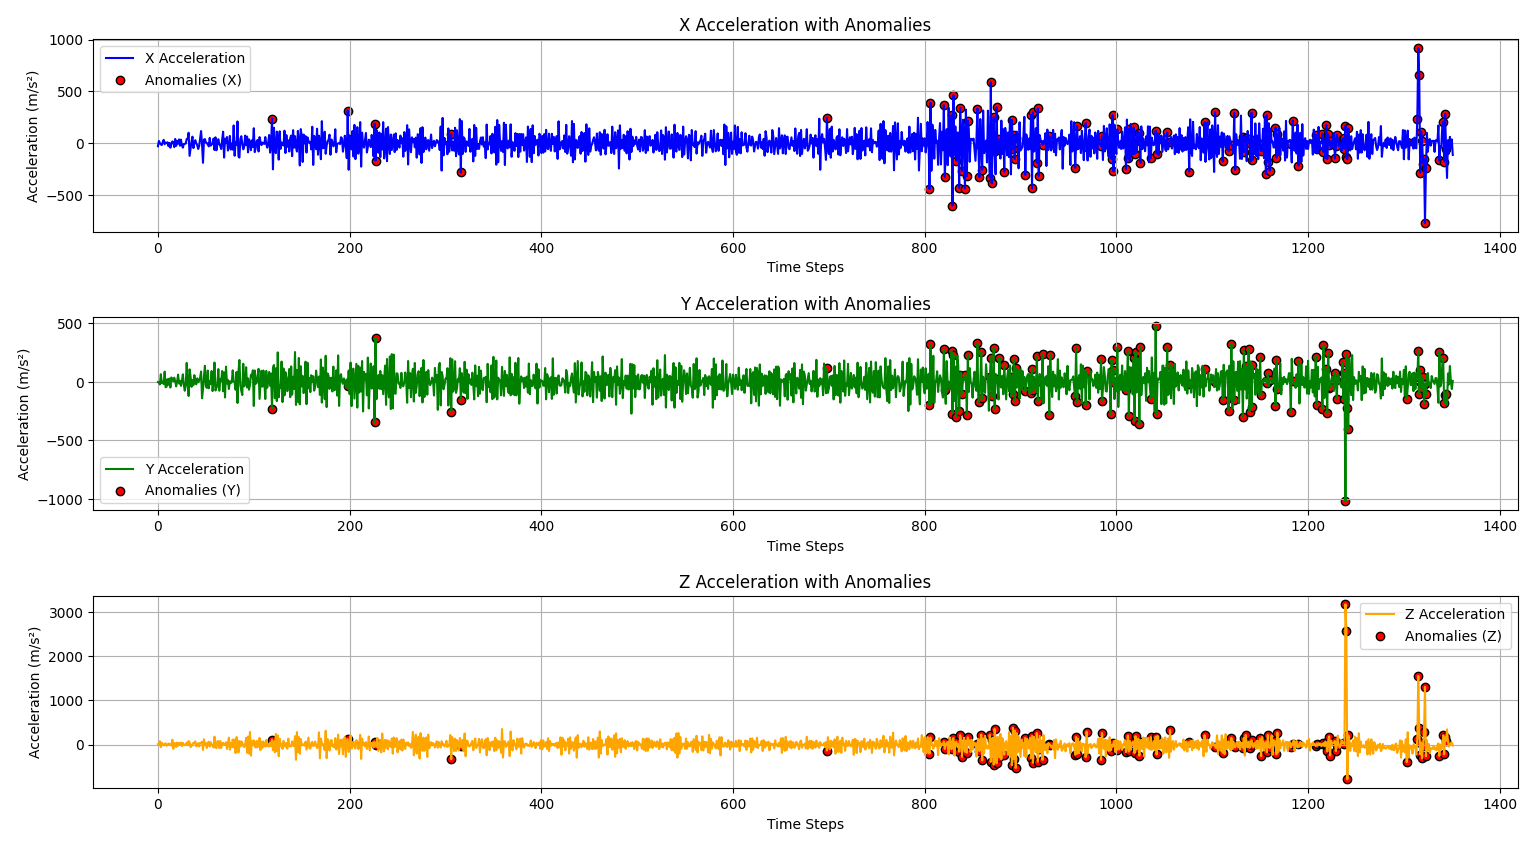 X Acceleration with Anomalies
Acceleration (m/s²)
1000
500
0
−500
X Acceleration
Anomalies (X)
0 200 400 600 800 1000 1200 1400
Time Steps
Y Acceleration with Anomalies
Acceleration (m/s²)
500
0
−500
−1000
Y Acceleration
Anomalies (Y)
0 200 400 600 800 1000 1200 1400
Time Steps
Z Acceleration with Anomalies
Acceleration (m/s²)
3000
2000
1000
0
Z Acceleration
Anomalies (Z)
0 200 400 600 800 1000 1200 1400
Time Steps